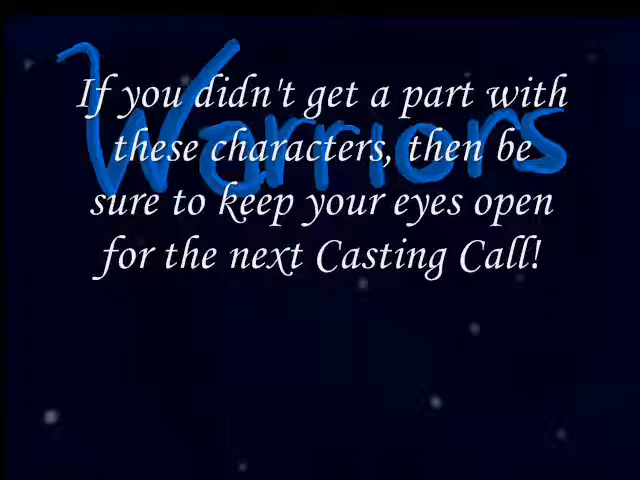 Warriors
If you didn't get a part with
these characters, then be
sure to keep your eyes open
for the next Casting Call!